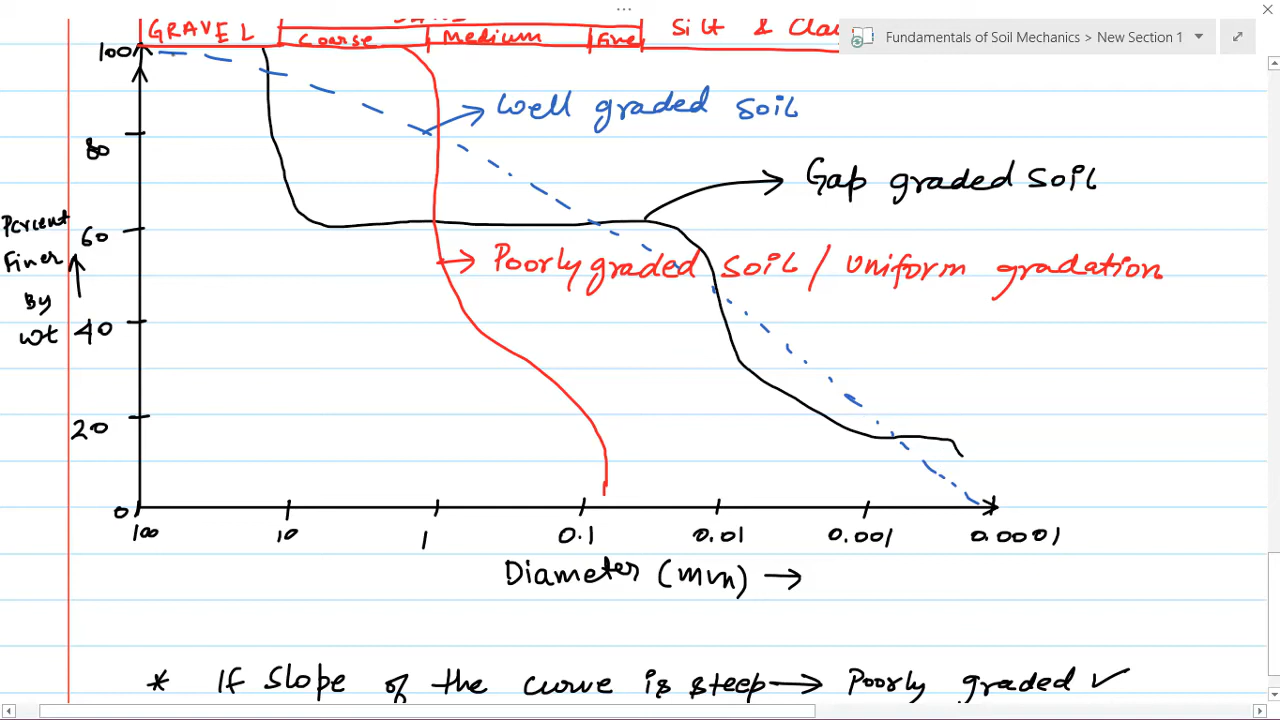 GRAVEL
Coarse
Medium
Fine
Silt & Cla
Fundamentals of Soil Mechanics > New Section 1
100
80
60
40
20
0
Percent
Finer
By
wt
Well graded soil
Gap graded soil
Poorly graded soil / uniform gradation
100 10 1 0.1 0.01 0.001 0.0001
Diameter (mm) →
* If slope of the curve is steep → Poorly graded ✓